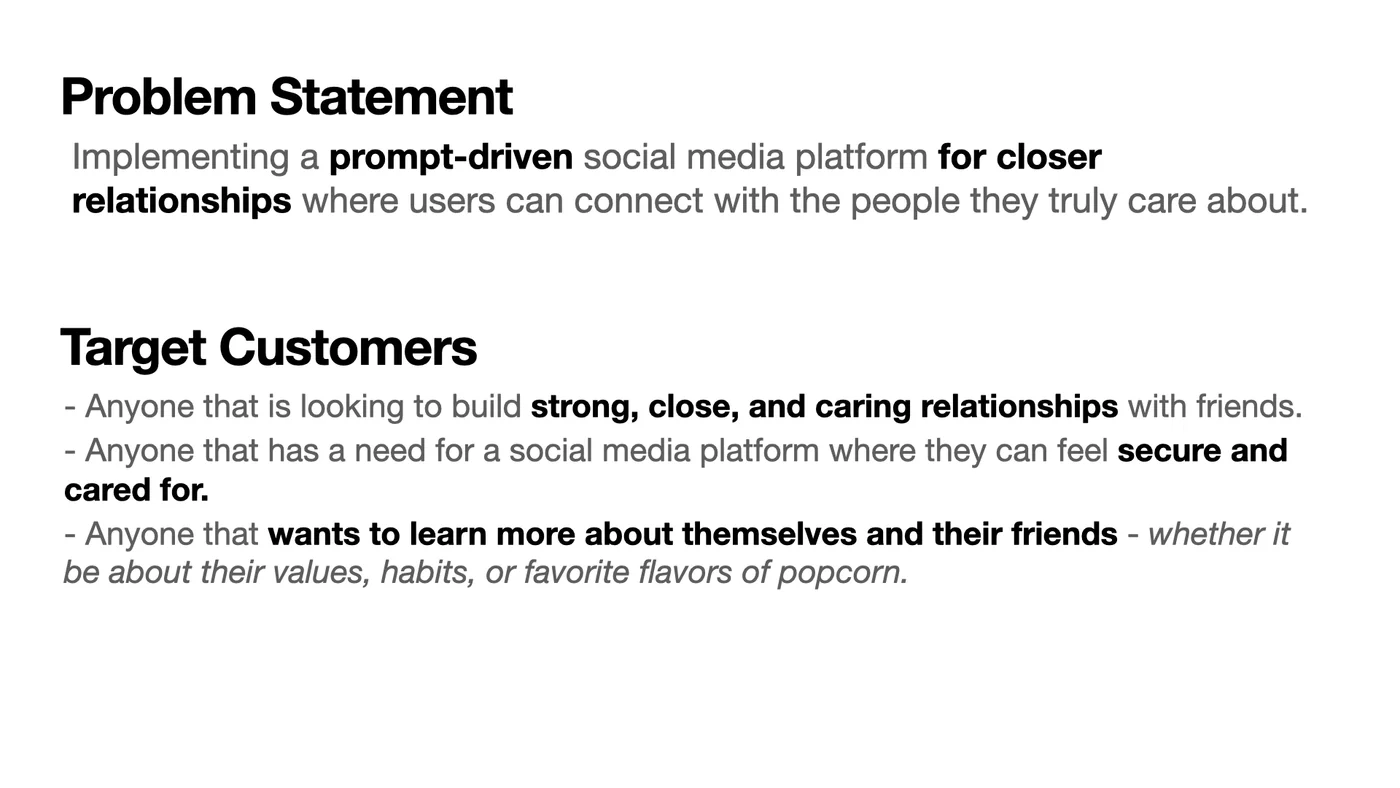 Problem Statement
Implementing a prompt-driven social media platform for closer
relationships where users can connect with the people they truly care about.
Target Customers
- Anyone that is looking to build strong, close, and caring relationships with friends.
- Anyone that has a need for a social media platform where they can feel secure and
cared for.
- Anyone that wants to learn more about themselves and their friends - whether it
be about their values, habits, or favorite flavors of popcorn.